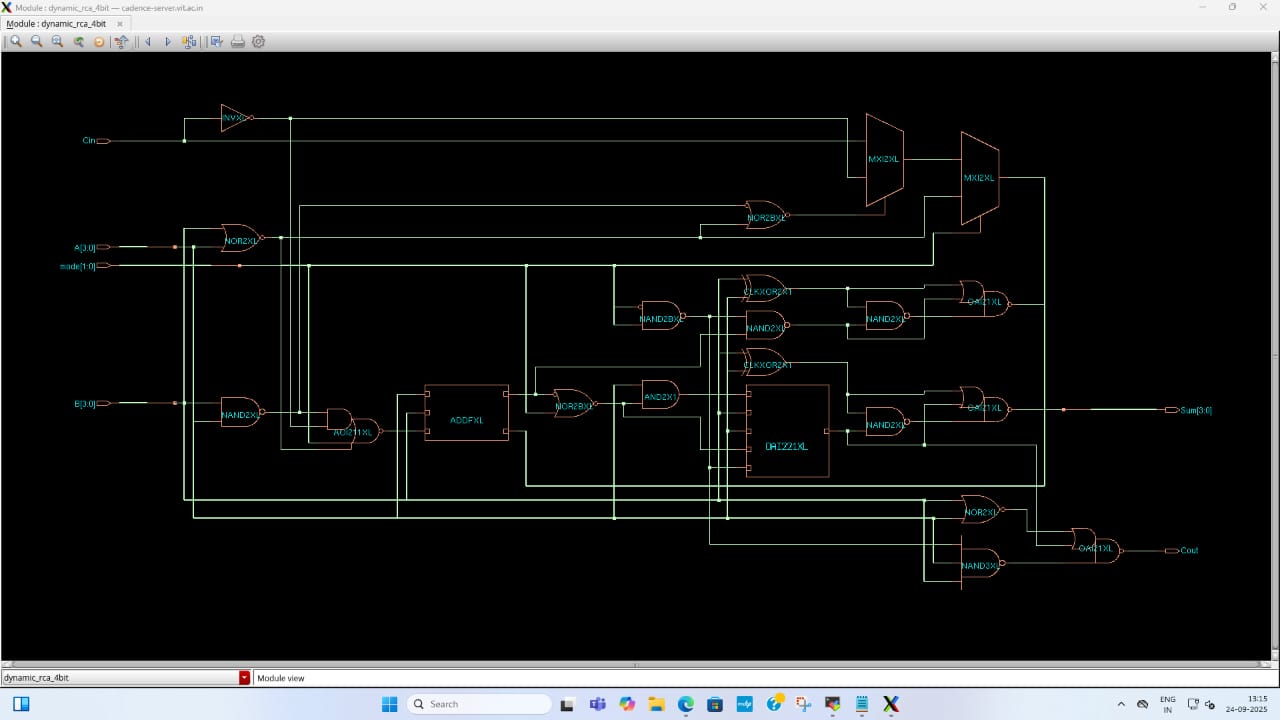 Module : dynamic_rca_4bit — cadence-server.vit.ac.in
Module : dynamic_rca_4bit
INVXL
Cin
MXI2XL
MXI2XL
NOR2BXL
NOR2XL
A[3:0]
mode[1:0]
CLKXOR2X1
OAI21XL
NAND2BXL
NAND2XL
NAND2XL
CLKXOR2X1
AND2X1
B[3:0]
NOR2BXL
OAI21XL
Sum[3:0]
NAND2XL
ADDFXL
NAND2XL
AOI211XL
OAI221XL
NOR2XL
OAI21XL
Cout
NAND3XL
dynamic_rca_4bit
Module view
Search
ENG
IN
13:15
24-09-2025